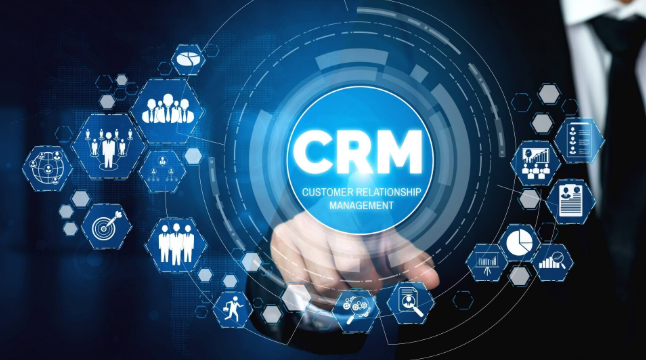 CRM
CUSTOMER RELATIONSHIP
MANAGEMENT